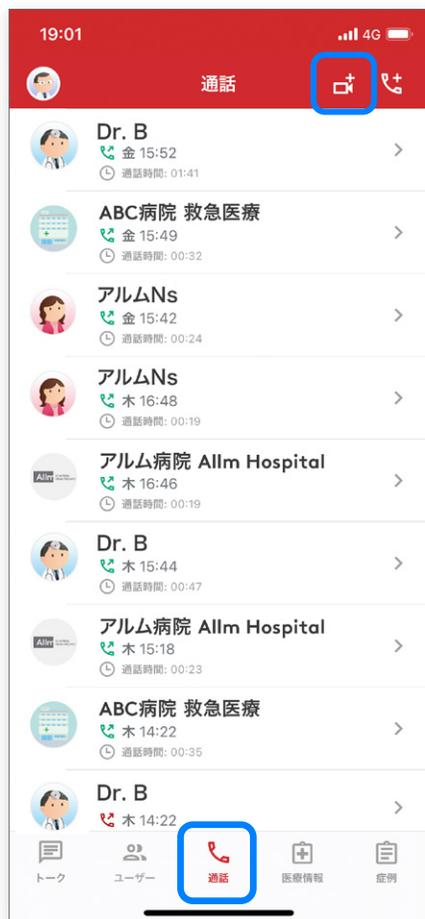 19:01
4G
通話
Dr. B
金 15:52
通話時間: 01:41
ABC病院 救急医療
金 15:49
通話時間: 00:32
アルムNs
金 15:42
通話時間: 00:24
アルムNs
木 16:48
通話時間: 00:19
Allm
アルム病院 Allm Hospital
木 16:46
通話時間: 00:19
Dr. B
木 15:44
通話時間: 00:47
Allm
アルム病院 Allm Hospital
木 15:18
通話時間: 00:23
ABC病院 救急医療
木 14:22
通話時間: 00:35
Dr. B
木 14:22
トーク ユーザー 通話 医療情報 症例